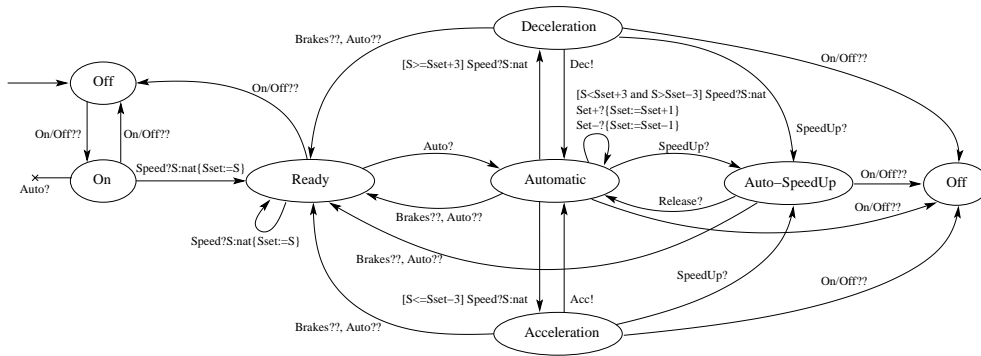 Deceleration
Brakes??, Auto??
[S>=Sset+3] Speed?S:nat
Dec!
On/Off??
Off
On/Off??
[S<Sset+3 and S>Sset−3] Speed?S:nat
Set+?{Sset:=Sset+1}
Set−?{Sset:=Sset−1}
SpeedUp?
On/Off??
On/Off??
Auto?
SpeedUp?
Speed?S:nat{Sset:=S}
On
Auto?
Ready
Automatic
Auto−SpeedUp
On/Off??
Off
Release?
Brakes??, Auto??
On/Off??
Speed?S:nat{Sset:=S}
Brakes??, Auto??
SpeedUp?
On/Off??
[S<=Sset−3] Speed?S:nat
Acc!
Brakes??, Auto??
Acceleration